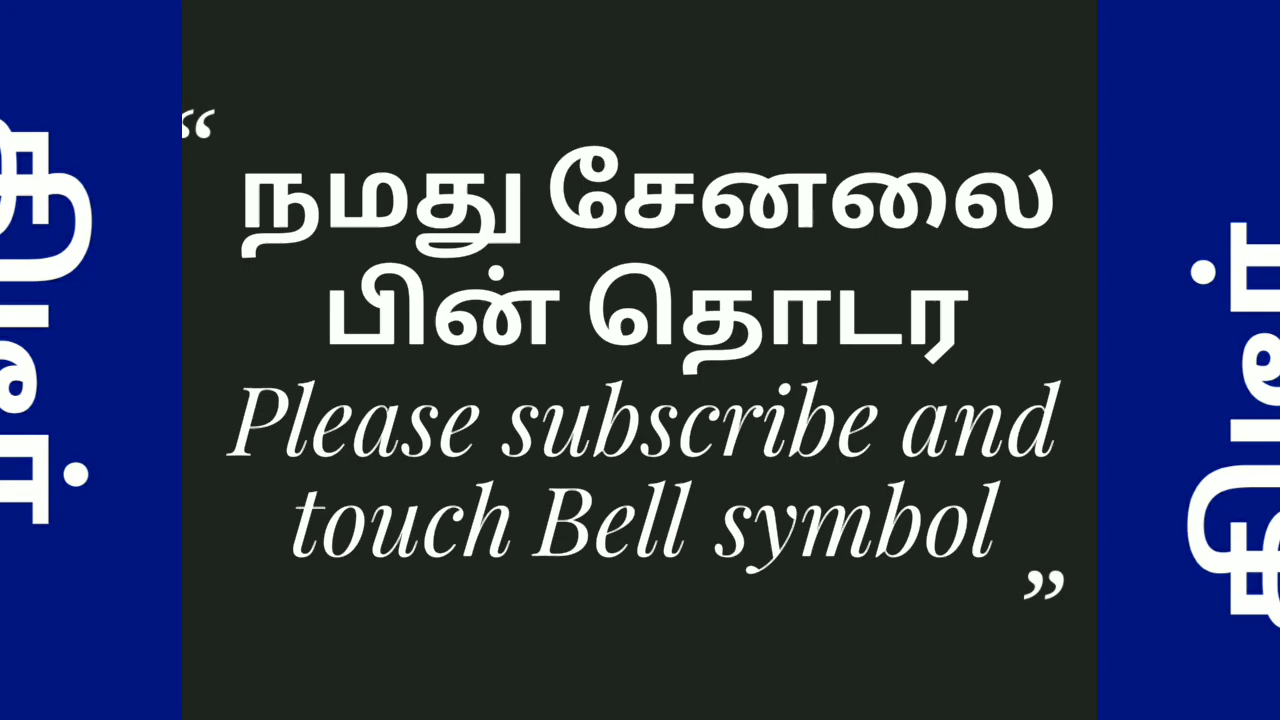 “
நமது சேனலை
பின் தொடர
Please subscribe and
touch Bell symbol
”